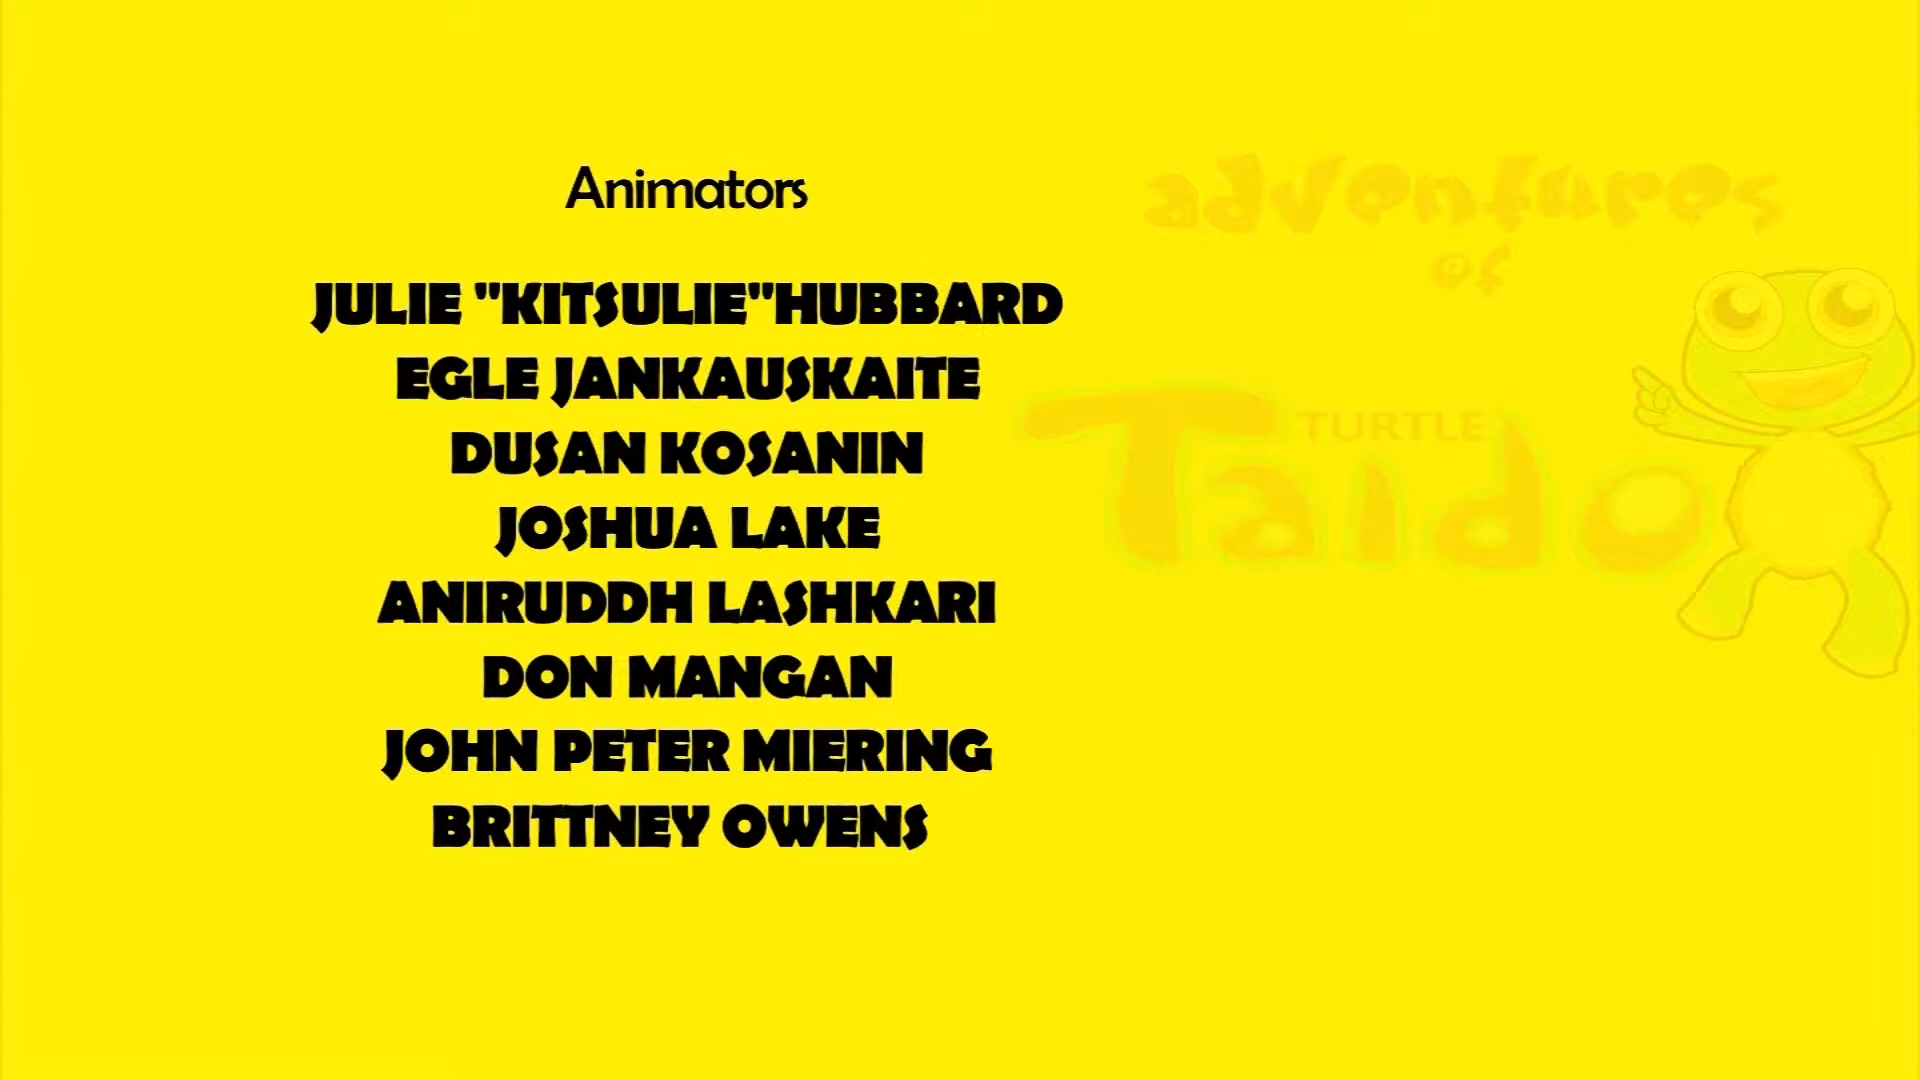 Animators
JULIE "KITSULIE"HUBBARD
EGLE JANKAUSKAITE
DUSAN KOSANIN
JOSHUA LAKE
ANIRUDDH LASHKARI
DON MANGAN
JOHN PETER MIERING
BRITTNEY OWENS
adventures
of
TURTLE
Taido